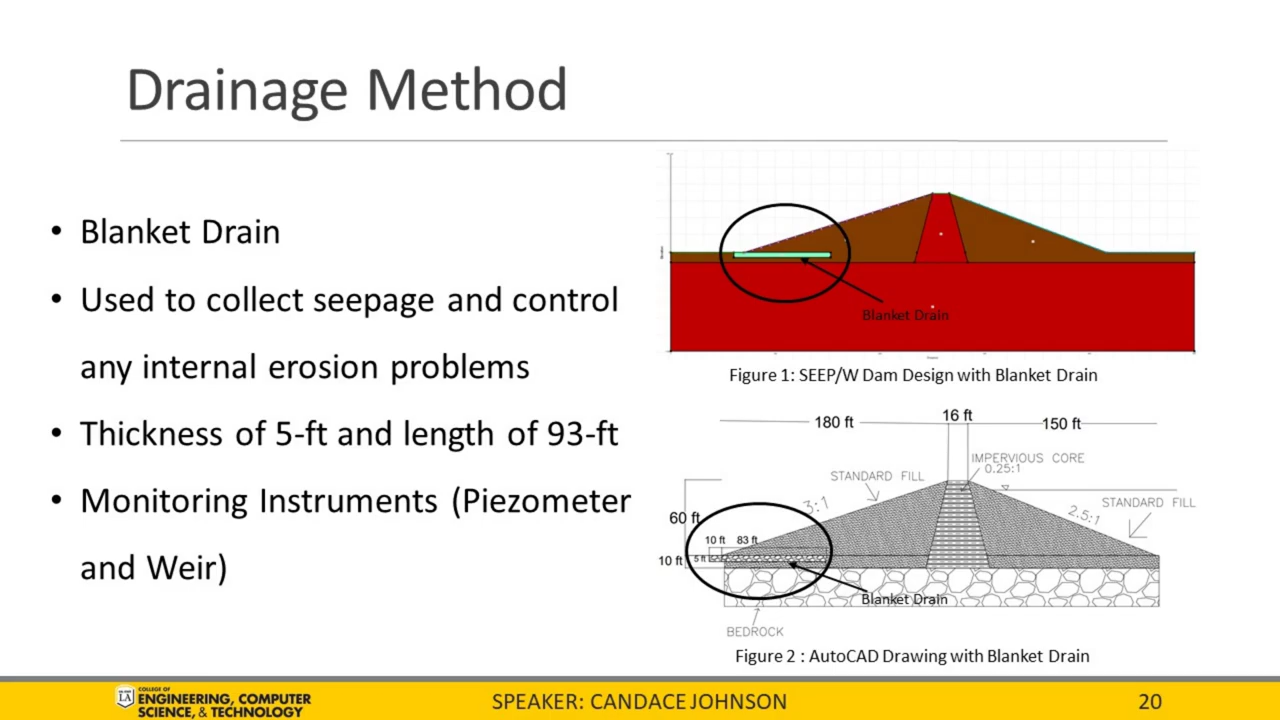 Drainage Method
• Blanket Drain
• Used to collect seepage and control
any internal erosion problems
• Thickness of 5-ft and length of 93-ft
• Monitoring Instruments (Piezometer
and Weir)
Blanket Drain
Figure 1: SEEP/W Dam Design with Blanket Drain
180 ft
16 ft
150 ft
IMPERVIOUS CORE
0.25:1
STANDARD FILL
STANDARD FILL
3:1
2.5:1
60 ft
10 ft
83 ft
10 ft
5 ft
Blanket Drain
BEDROCK
Figure 2 : AutoCAD Drawing with Blanket Drain
LA
COLLEGE OF
ENGINEERING, COMPUTER
SCIENCE, & TECHNOLOGY
SPEAKER: CANDACE JOHNSON
20